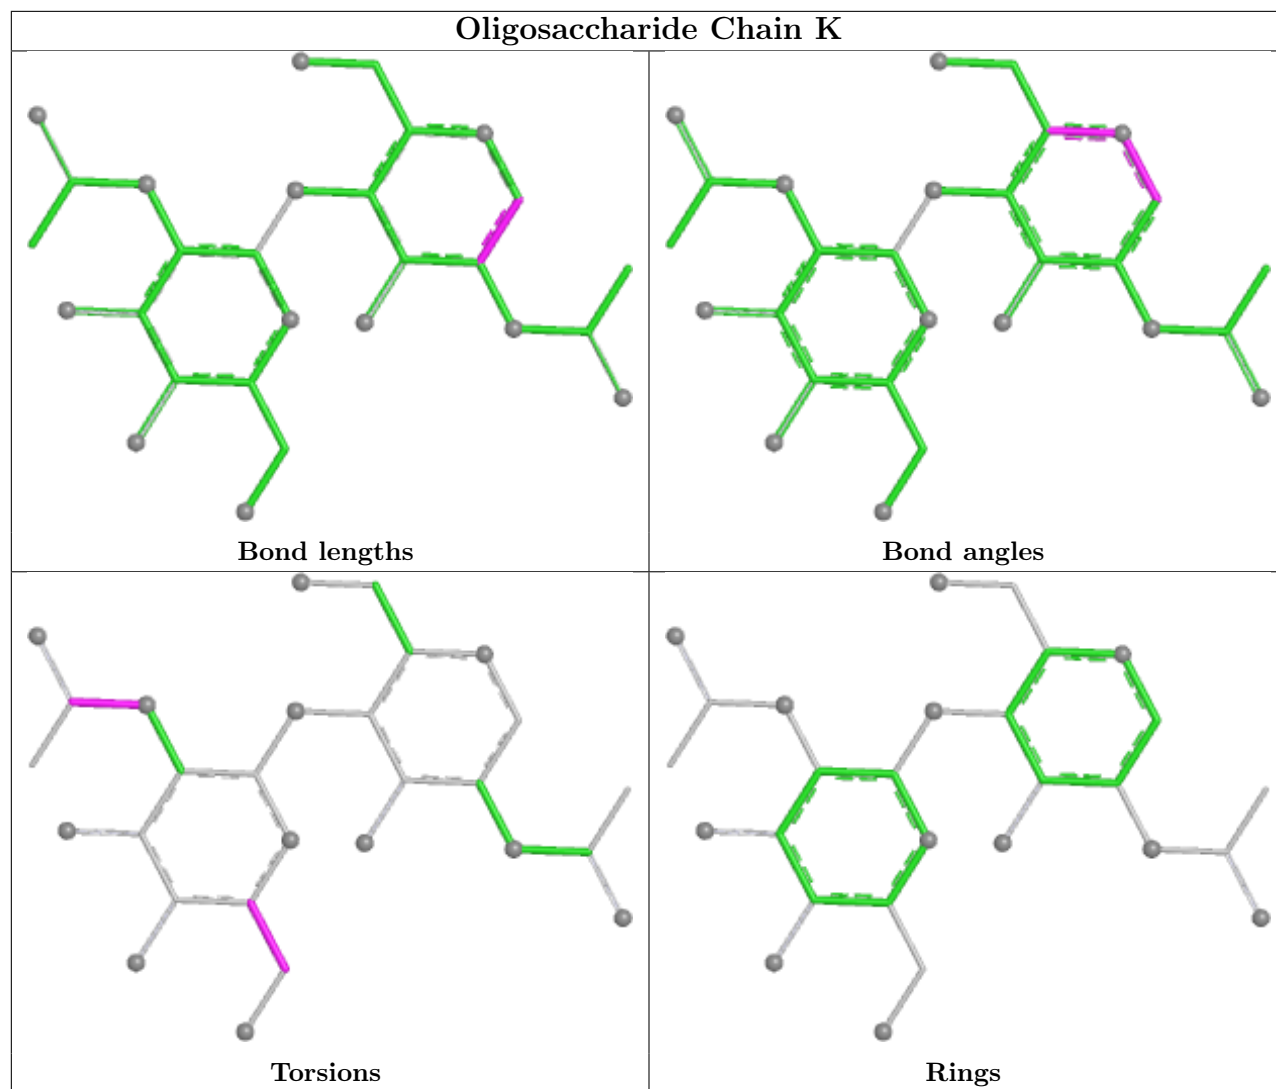 Oligosaccharide Chain K
Bond lengths
Bond angles
Torsions
Rings